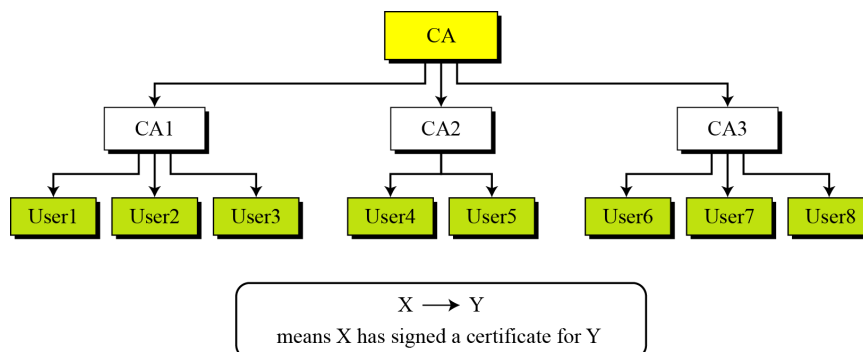 CA
CA1 CA2 CA3
User1 User2 User3 User4 User5 User6 User7 User8
X → Y
means X has signed a certificate for Y